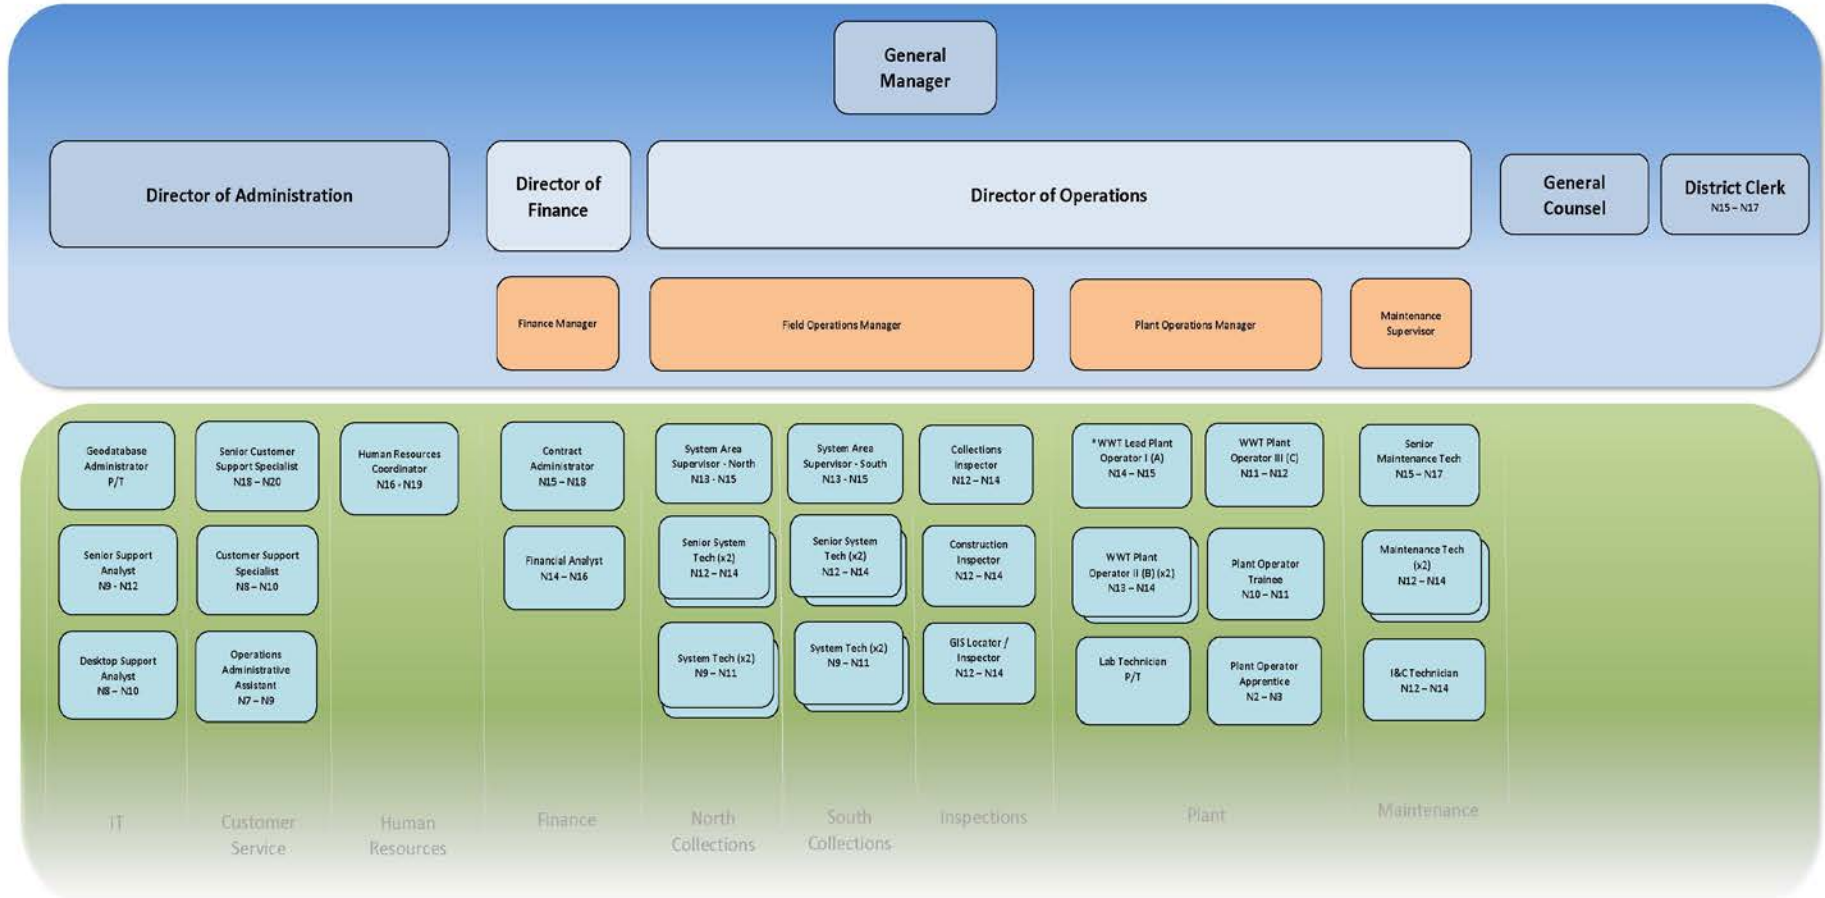 General
Manager
Director of Administration
Director of
Finance
Director of Operations
General
Counsel
District Clerk
N15 – N17
Finance Manager
Field Operations Manager
Plant Operations Manager
Maintenance
Supervisor
Geodatabase
Administrator
P/T
Senior Customer
Support Specialist
N18 – N20
Human Resources
Coordinator
N16 - N19
Contract
Administrator
N15 – N18
System Area
Supervisor - North
N13 - N15
System Area
Supervisor - South
N13 - N15
Collections
Inspector
N12 – N14
*WWT Lead Plant
Operator I (A)
N14 – N15
WWT Plant
Operator III (C)
N11 – N12
Senior
Maintenance Tech
N15 – N17
Senior Support
Analyst
N9 - N12
Customer Support
Specialist
N8 – N10
Financial Analyst
N14 – N16
Senior System
Tech (x2)
N12 – N14
Senior System
Tech (x2)
N12 – N14
Construction
Inspector
N12 – N14
WWT Plant
Operator II (B) (x2)
N13 – N14
Plant Operator
Trainee
N10 – N11
Maintenance Tech
(x2)
N12 – N14
Desktop Support
Analyst
N8 – N10
Operations
Administrative
Assistant
N7 – N9
System Tech (x2)
N9 – N11
System Tech (x2)
N9 – N11
GIS Locator /
Inspector
N12 – N14
Lab Technician
P/T
Plant Operator
Apprentice
N2 – N3
I&C Technician
N12 – N14
IT
Customer
Service
Human
Resources
Finance
North
Collections
South
Collections
Inspections
Plant
Maintenance